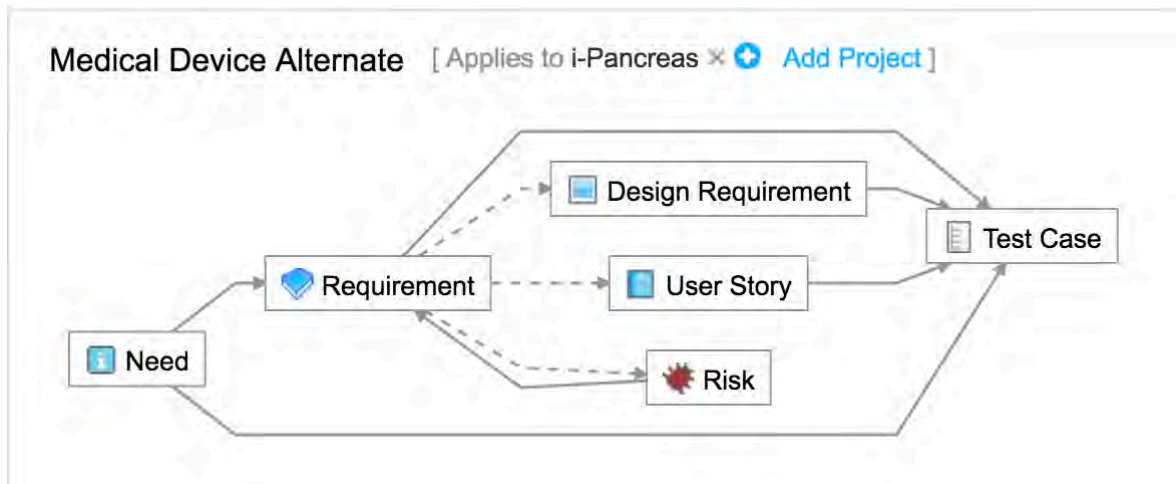 Medical Device Alternate [ Applies to i-Pancreas × Add Project ]
Design Requirement
Test Case
Requirement
User Story
Need
Risk